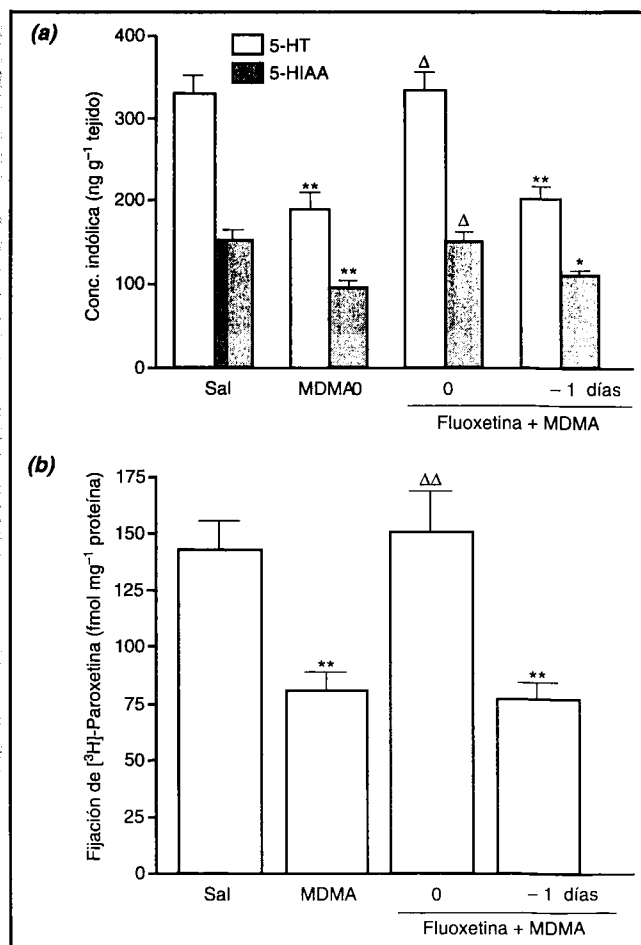 (a)
5-HT
5-HIAA
Conc. indólica (ng g⁻¹ tejido)
400
300
200
100
0
**
**
Δ
Δ
**
*
Sal
MDMA0
0
– 1 días
Fluoxetina + MDMA
(b)
Fijación de [³H]-Paroxetina (fmol mg⁻¹ proteína)
175
150
125
100
75
50
25
0
**
ΔΔ
**
Sal
MDMA
0
– 1 días
Fluoxetina + MDMA